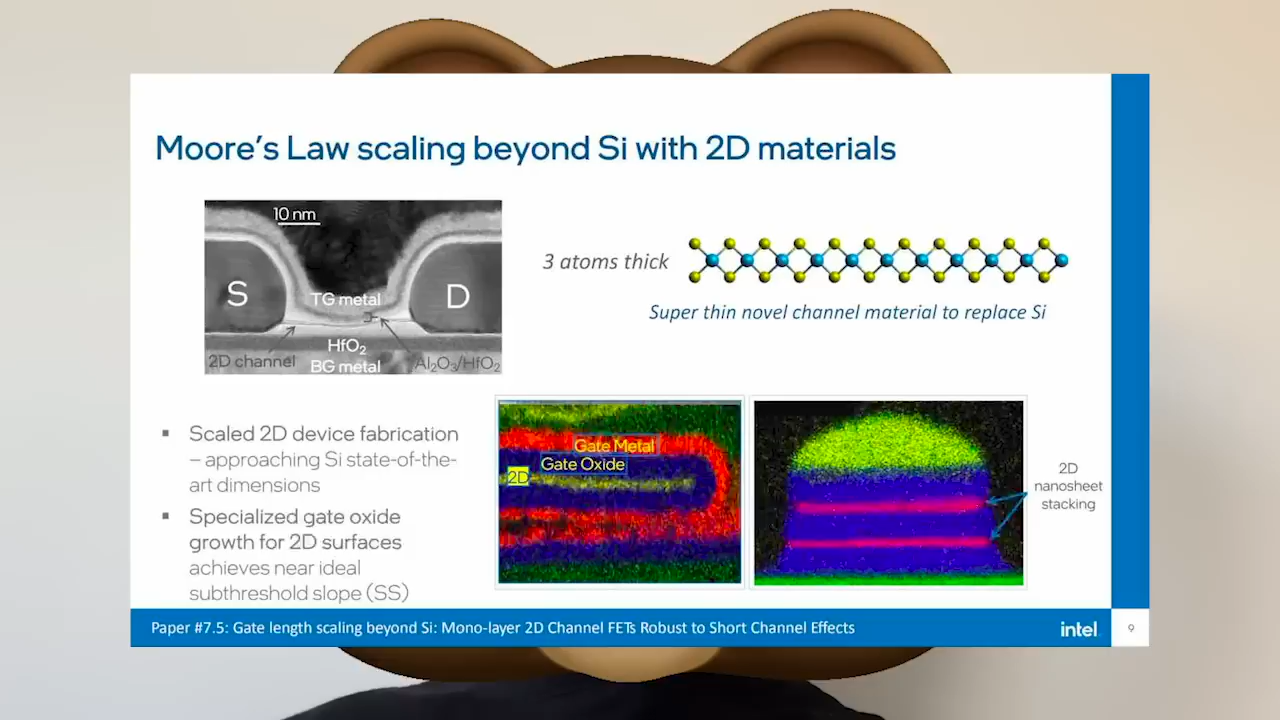 Moore's Law scaling beyond Si with 2D materials
10 nm
S
D
TG metal
2D channel
HfO₂
BG metal
Al₂O₃/HfO₂
3 atoms thick
Super thin novel channel material to replace Si
▪ Scaled 2D device fabrication
– approaching Si state-of-the-
art dimensions
▪ Specialized gate oxide
growth for 2D surfaces
achieves near ideal
subthreshold slope (SS)
Gate Metal
Gate Oxide
2D
2D
nanosheet
stacking
Paper #7.5: Gate length scaling beyond Si: Mono-layer 2D Channel FETs Robust to Short Channel Effects
intel
9